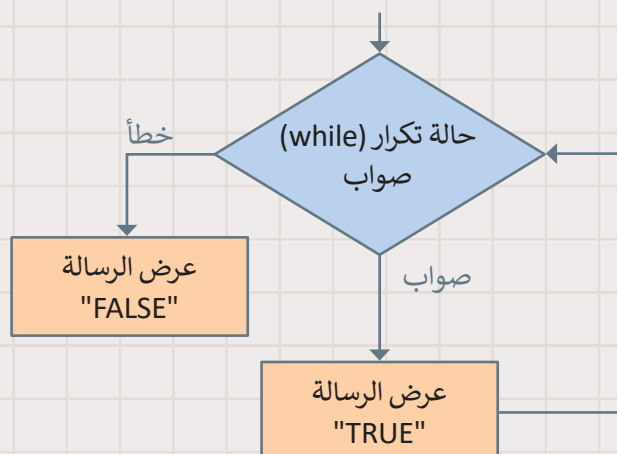 حالة تكرار (while)
صواب
خطأ
عرض الرسالة
"FALSE"
صواب
عرض الرسالة
"TRUE"